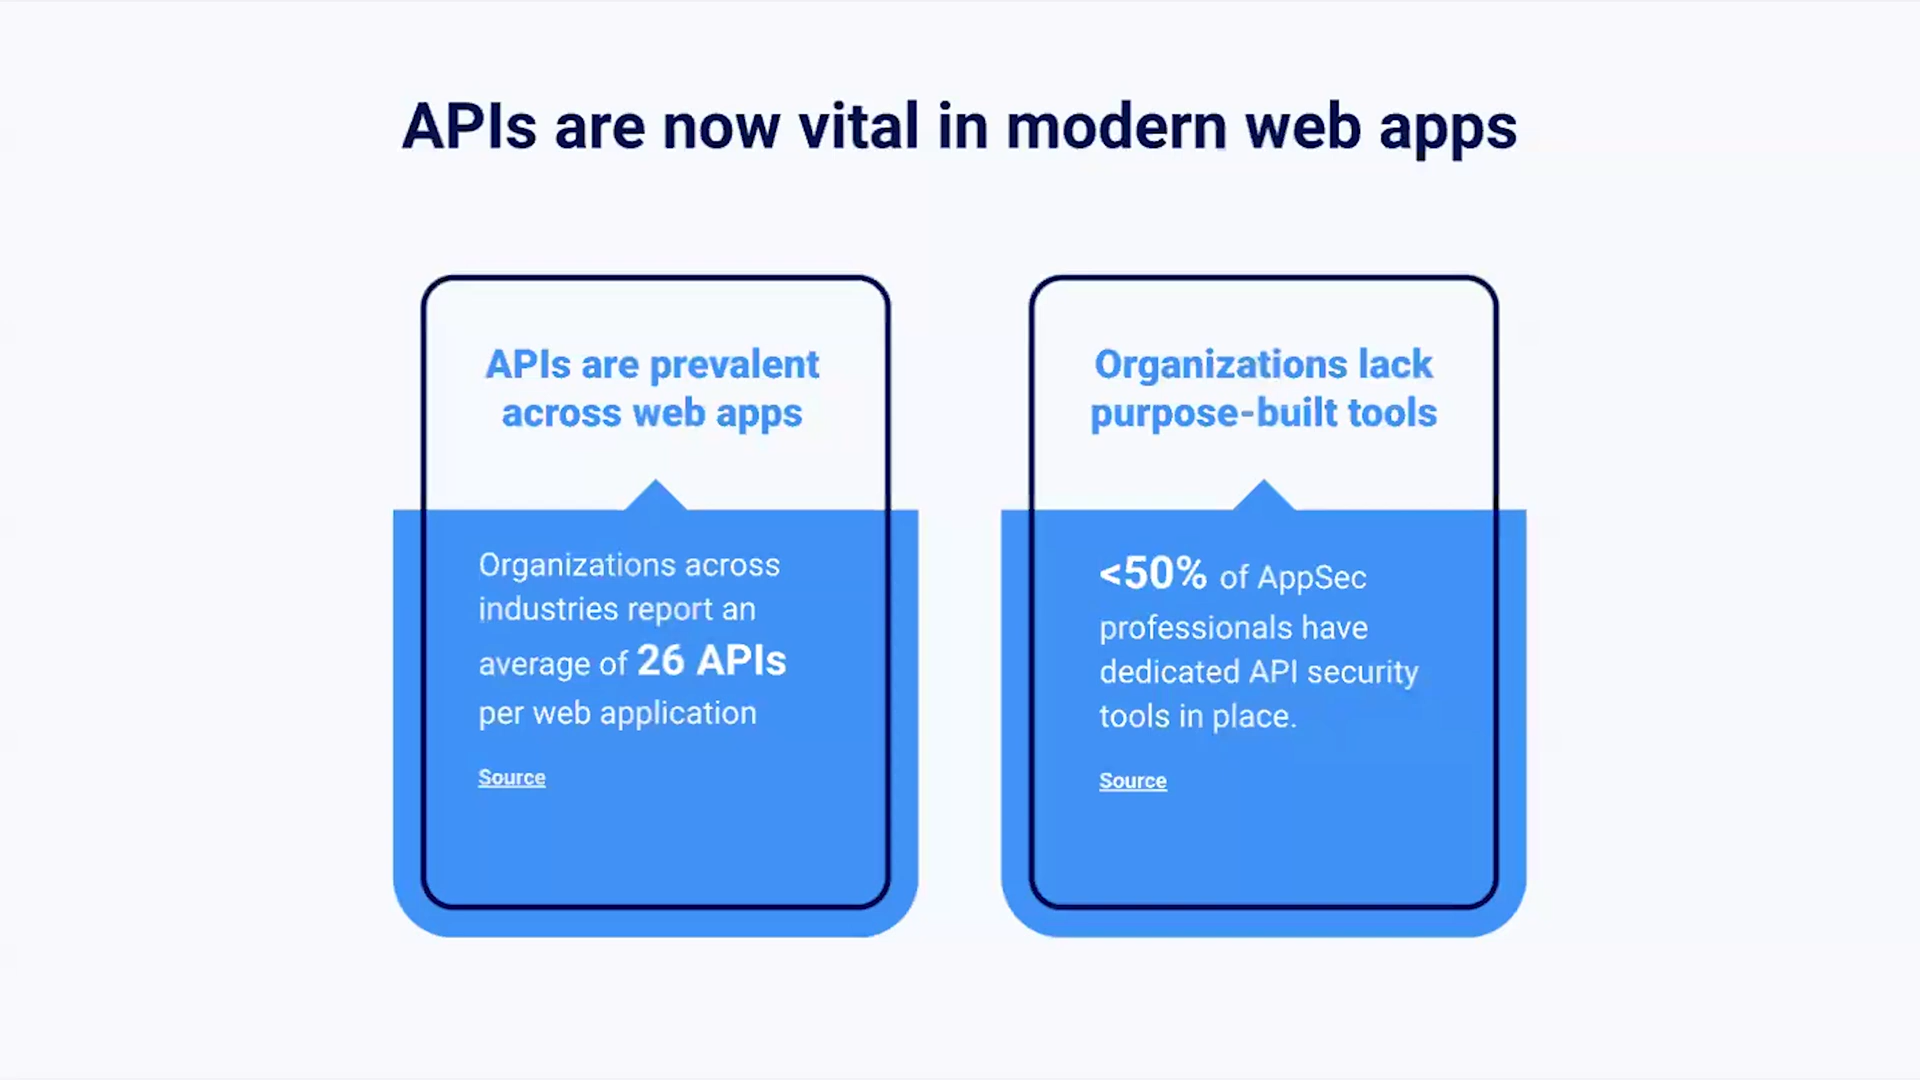 APIs are now vital in modern web apps
APIs are prevalent
across web apps
Organizations across
industries report an
average of 26 APIs
per web application
Source
Organizations lack
purpose-built tools
<50% of AppSec
professionals have
dedicated API security
tools in place.
Source